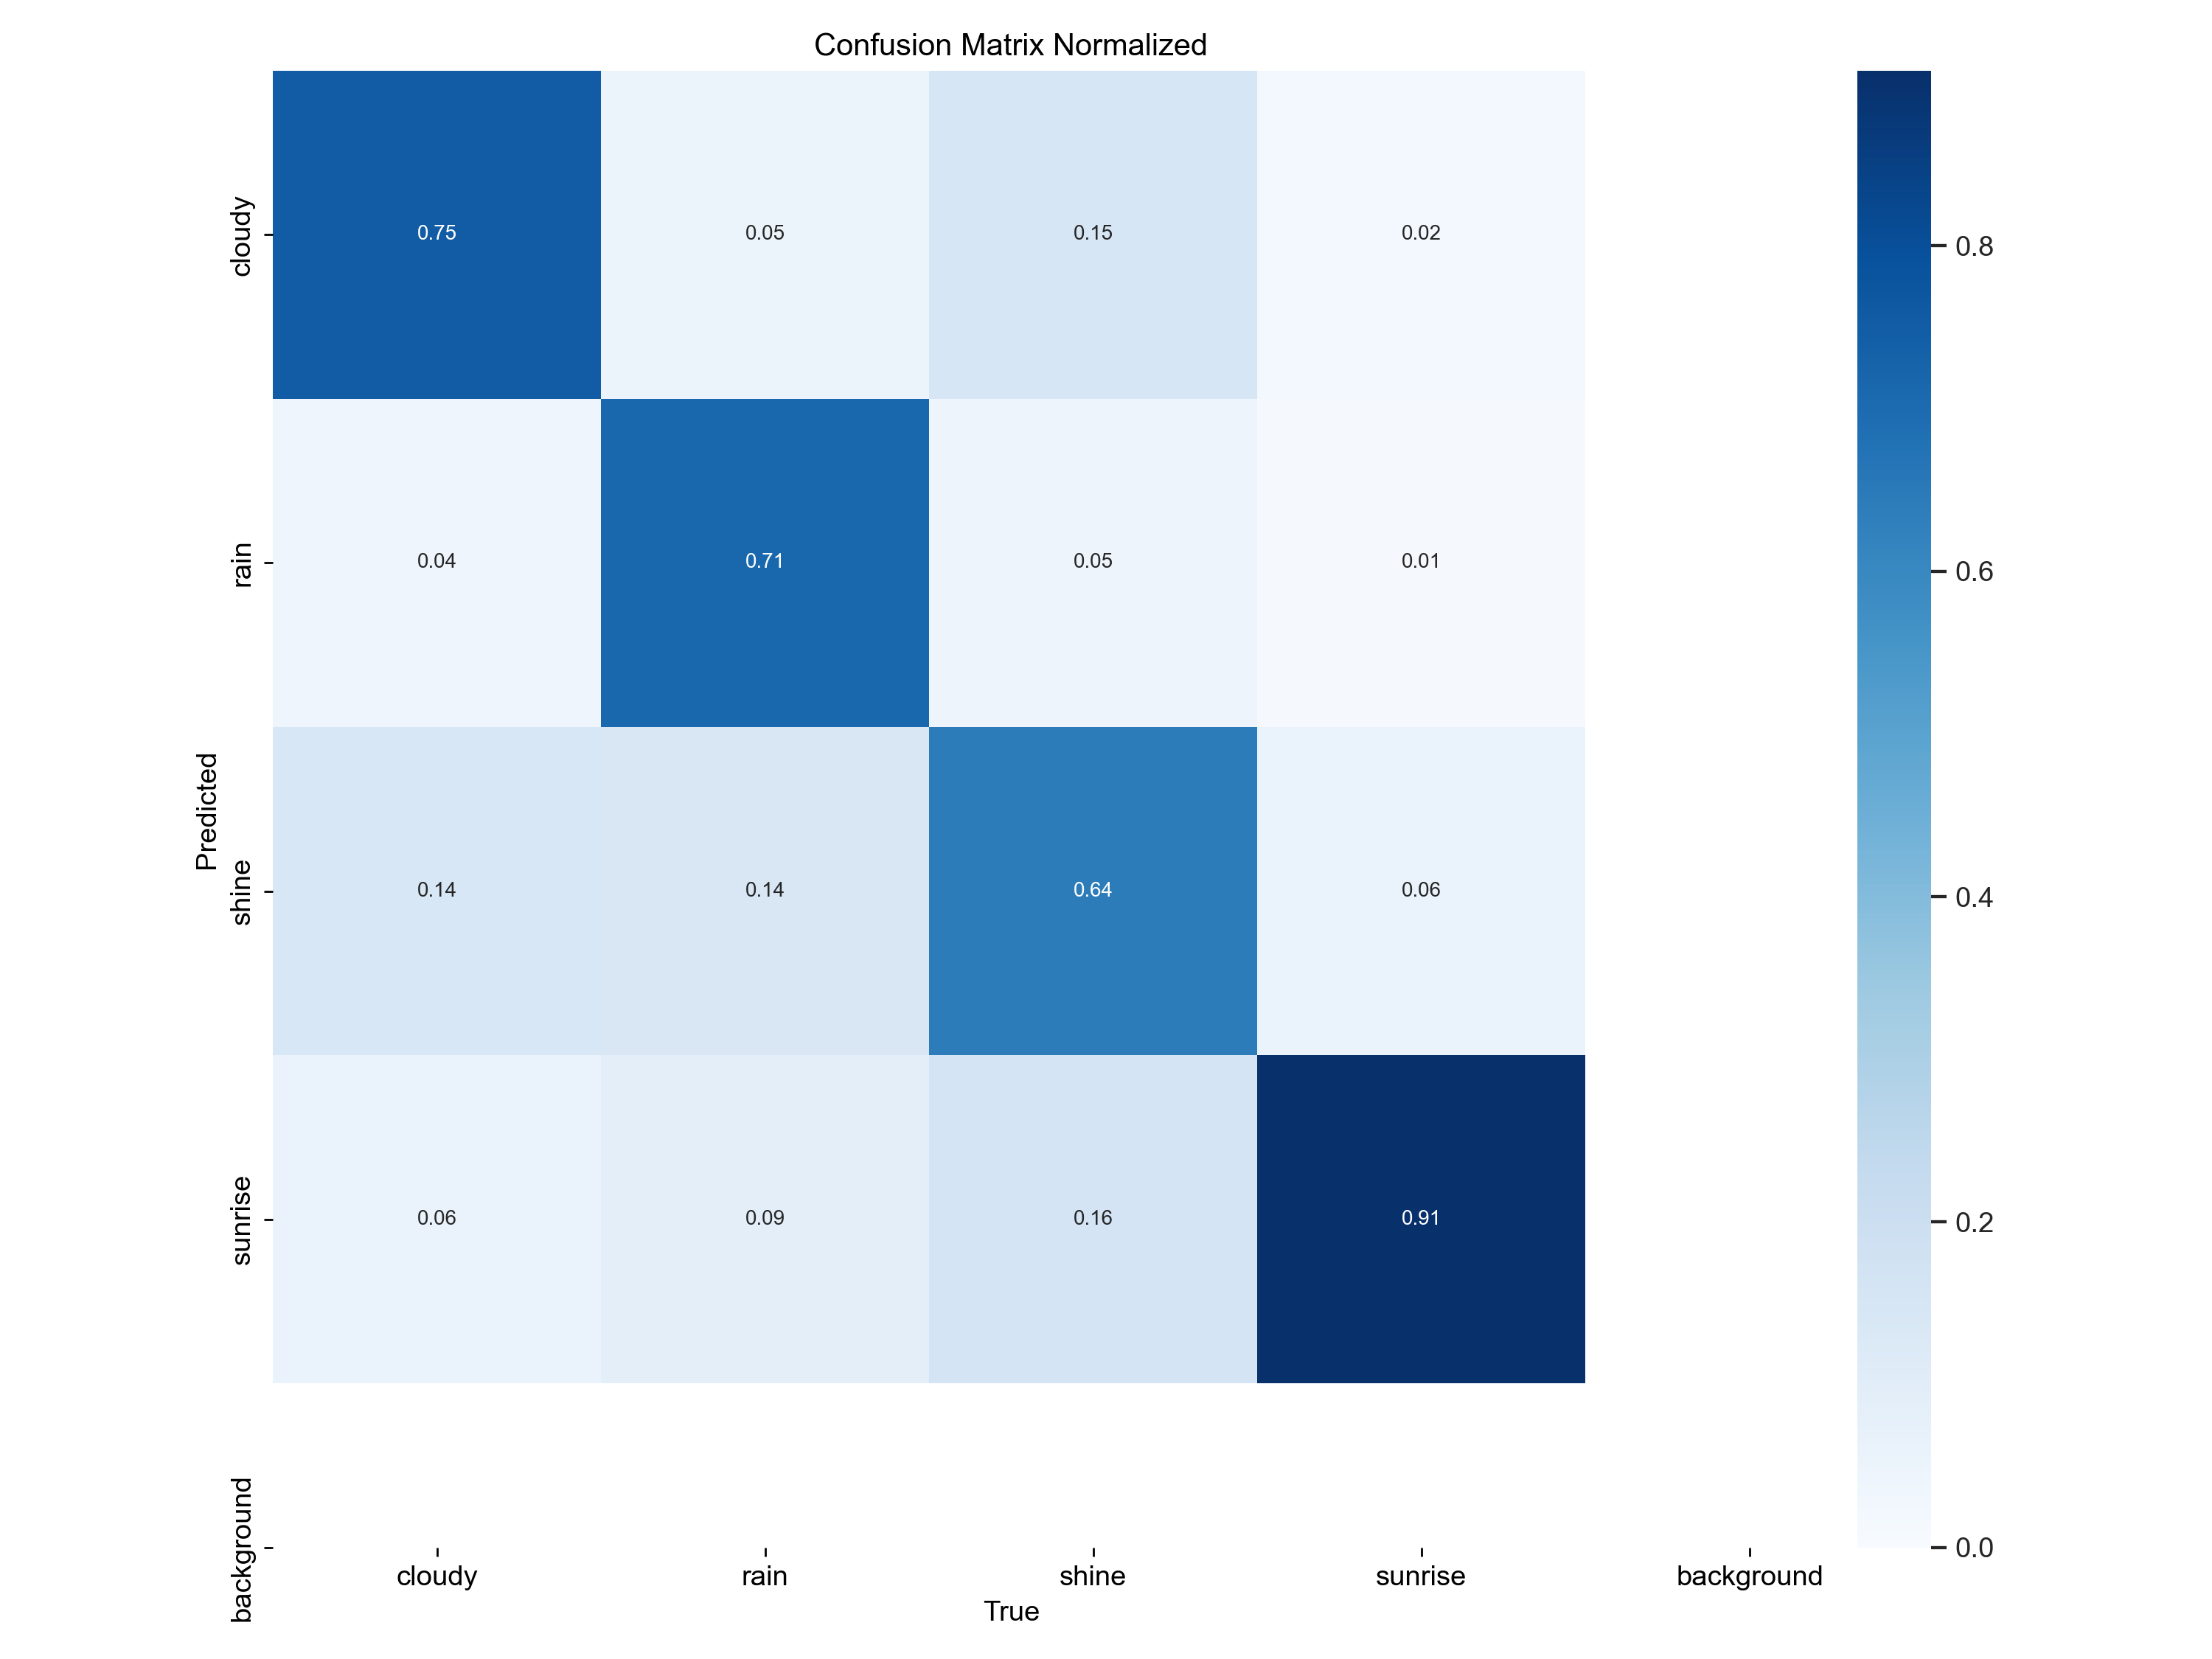 Confusion Matrix Normalized
cloudy 0.75 0.05 0.15 0.02
rain 0.04 0.71 0.05 0.01
shine 0.14 0.14 0.64 0.06
sunrise 0.06 0.09 0.16 0.91
background
Predicted
cloudy rain shine sunrise background
True
0.8
0.6
0.4
0.2
0.0